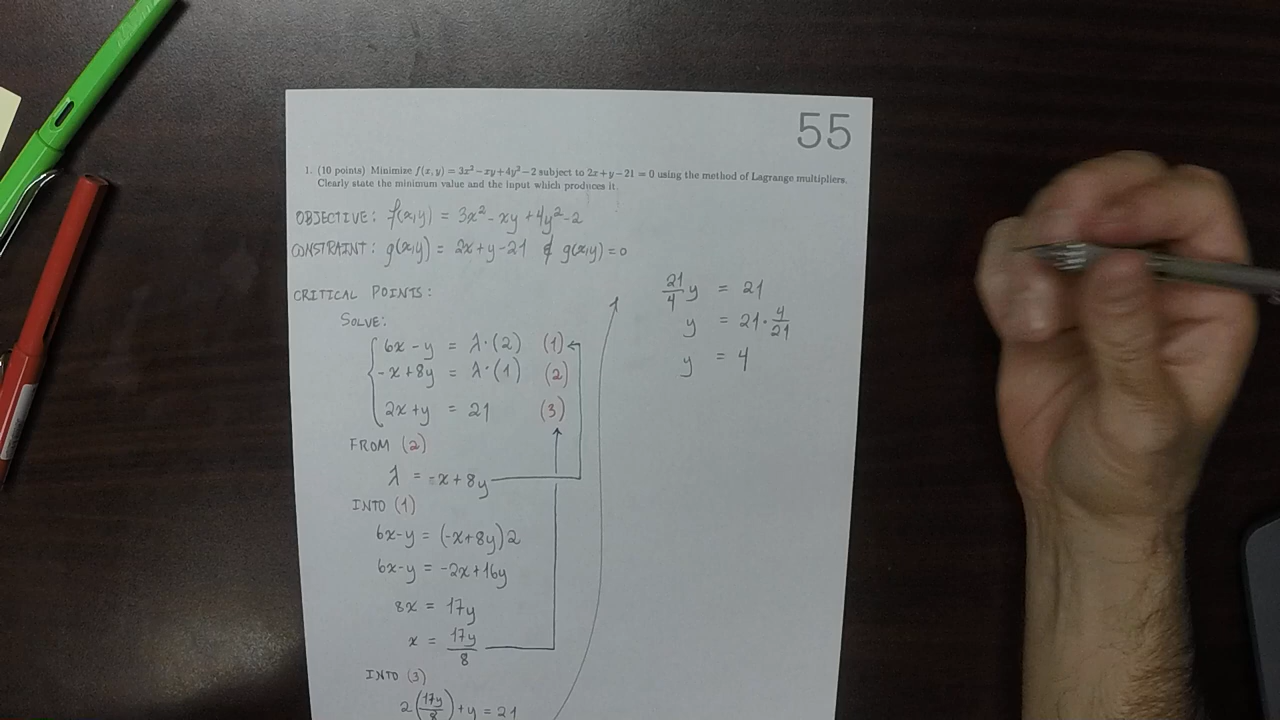 55
1. (10 points) Minimize f(x, y) = 3x² − xy + 4y² − 2 subject to 2x + y − 21 = 0 using the method of Lagrange multipliers.
Clearly state the minimum value and the input which produces it.
OBJECTIVE: f(x,y) = 3x² - xy + 4y² - 2
CONSTRAINT: g(x,y) = 2x + y - 21 & g(x,y) = 0
CRITICAL POINTS:
SOLVE:
6x - y = λ·(2) (1)
-x + 8y = λ·(1) (2)
2x + y = 21 (3)
FROM (2)
λ = -x + 8y
INTO (1)
6x - y = (-x + 8y)2
6x - y = -2x + 16y
8x = 17y
x = 17y/8
INTO (3)
2(17y/8) + y = 21
21/4 y = 21
y = 21 · 4/21
y = 4